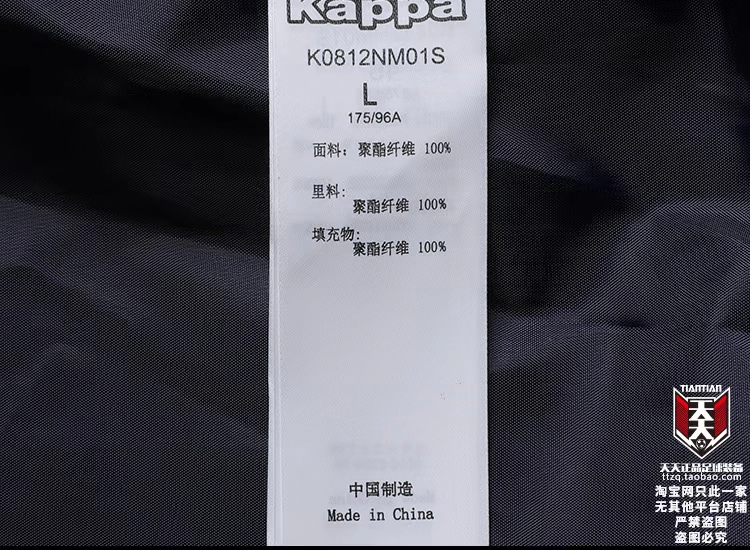 Kappa
K0812NM01S
L
175/96A
面料: 聚酯纤维 100%
里料:
聚酯纤维 100%
填充物:
聚酯纤维 100%
中国制造
Made in China
TIANTIAN
天天
天天正品足球装备
ttzq.taobao.com
淘宝网只此一家
无其他平台店铺
严禁盗图
盗图必究